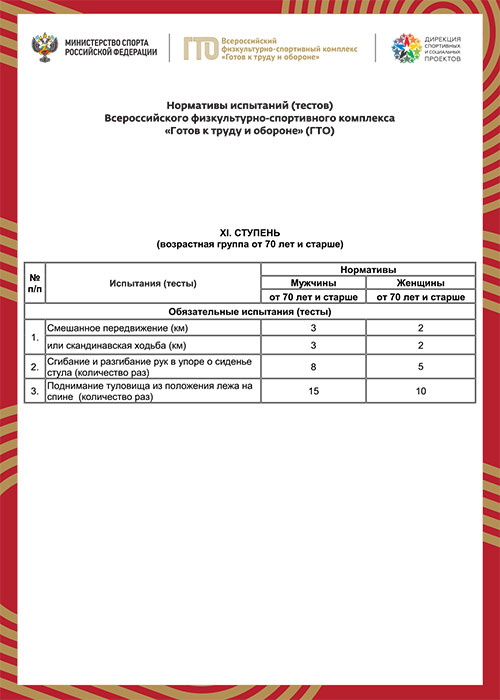 МИНИСТЕРСТВО СПОРТА
РОССИЙСКОЙ ФЕДЕРАЦИИ
ГТО
Всероссийский
физкультурно-спортивный комплекс
«Готов к труду и обороне»
ДИРЕКЦИЯ
СПОРТИВНЫХ
И СОЦИАЛЬНЫХ
ПРОЕКТОВ
Нормативы испытаний (тестов)
Всероссийского физкультурно-спортивного комплекса
«Готов к труду и обороне» (ГТО)
XI. СТУПЕНЬ
(возрастная группа от 70 лет и старше)
№ п/п Испытания (тесты) Нормативы
Мужчины Женщины
от 70 лет и старше от 70 лет и старше
Обязательные испытания (тесты)
1. Смешанное передвижение (км) 3 2
или скандинавская ходьба (км) 3 2
2. Сгибание и разгибание рук в упоре о сиденье
стула (количество раз) 8 5
3. Поднимание туловища из положения лежа на
спине (количество раз) 15 10